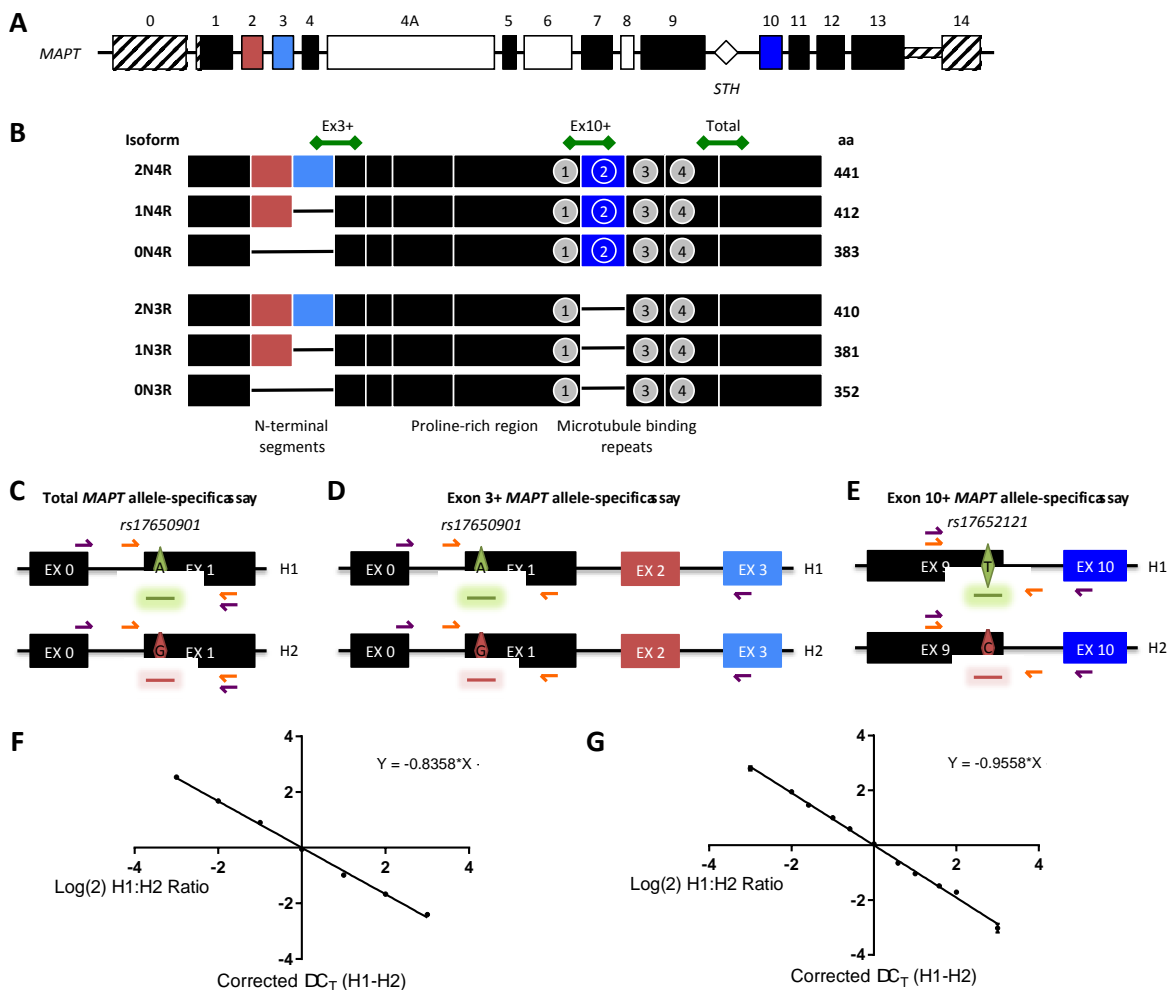 A
0 1 2 3 4 4A 5 6 7 8 9 10 11 12 13 14
MAPT
STH
B
Isoform Ex3+ Ex10+ Total aa
2N4R 1 2 3 4 441
1N4R 1 2 3 4 412
0N4R 1 2 3 4 383
2N3R 1 3 4 410
1N3R 1 3 4 381
0N3R 1 3 4 352
N-terminal segments
Proline-rich region
Microtubule binding repeats
C
Total MAPT allele-specificassay
rs17650901
EX 0 A EX 1 H1
EX 0 G EX 1 H2
D
Exon 3+ MAPT allele-specificassay
rs17650901
EX 0 A EX 1 EX 2 EX 3 H1
EX 0 G EX 1 EX 2 EX 3 H2
E
Exon 10+ MAPT allele-specificassay
rs17652121
EX 9 T EX 10 H1
EX 9 C EX 10 H2
F
4
Y = -0.8358*X -
2
-4 -2 2 4
Log(2) H1:H2 Ratio
-2
-4
Corrected DCT (H1-H2)
G
4
Y = -0.9558*X
2
-4 -2 2 4
Log(2) H1:H2 Ratio
-2
-4
Corrected DCT (H1-H2)